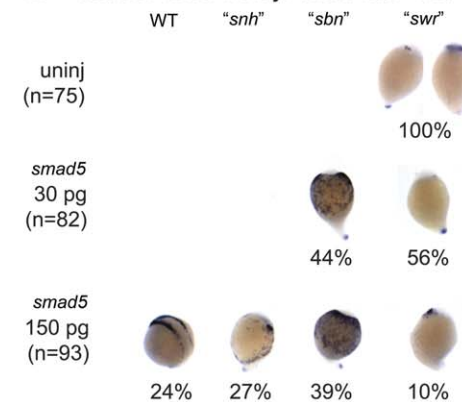 WT "snh" "sbn" "swr"
uninj
(n=75)
100%
smad5
30 pg
(n=82)
44% 56%
smad5
150 pg
(n=93)
24% 27% 39% 10%